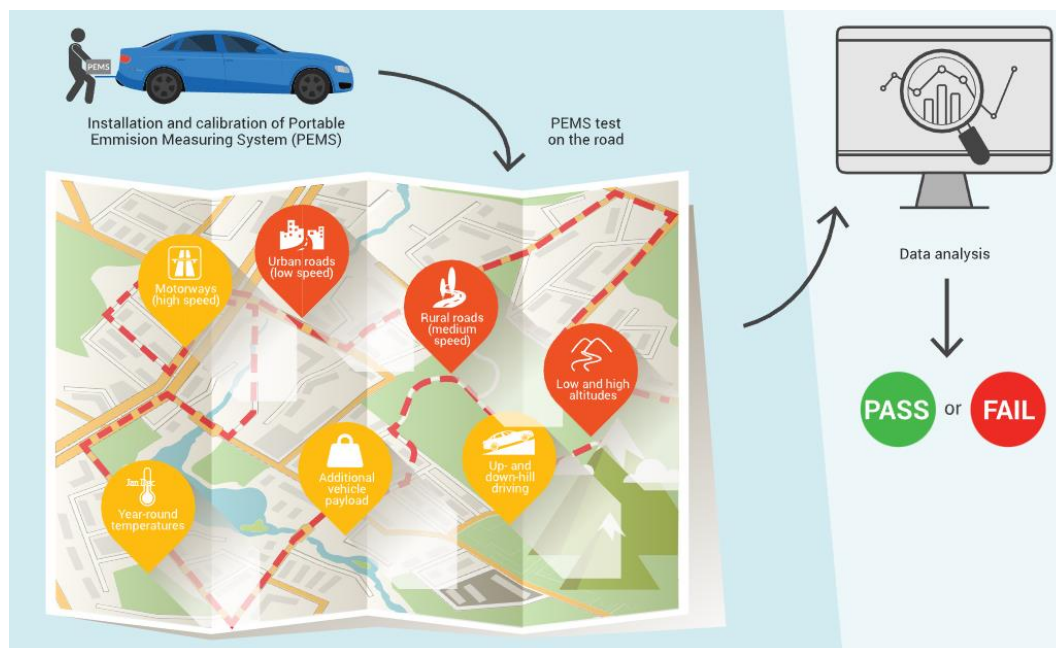 PEMS
Installation and calibration of Portable
Emmision Measuring System (PEMS)
PEMS test
on the road
Data analysis
PASS or FAIL
Urban roads
(low speed)
Motorways
(high speed)
Rural roads
(medium
speed)
Low and high
altitudes
Up- and
down-hill
driving
Additional
vehicle
payload
Jan Dec
Year-round
temperatures